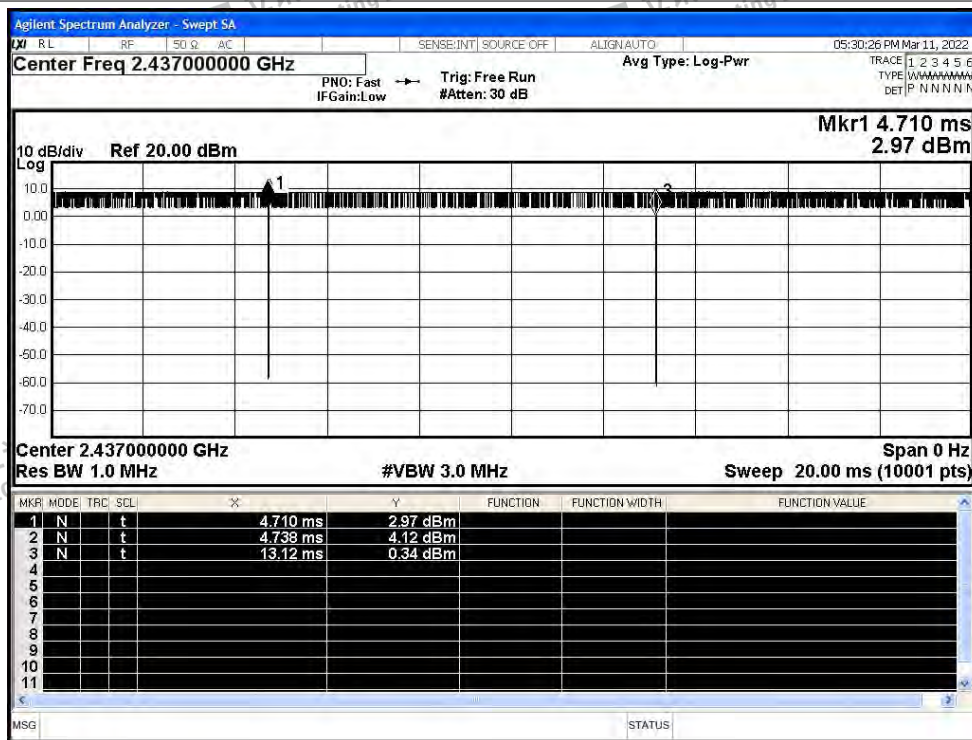 Agilent Spectrum Analyzer - Swept SA
LXI RL RF 50 Ω AC SENSE:INT SOURCE OFF ALIGNAUTO 05:30:26 PM Mar 11, 2022
Center Freq 2.437000000 GHz Avg Type: Log-Pwr TRACE 1 2 3 4 5 6
PNO: Fast Trig: Free Run TYPE
IFGain:Low #Atten: 30 dB DET P N N N N N
Mkr1 4.710 ms
10 dB/div Ref 20.00 dBm 2.97 dBm
Log
10.0
1
3
0.00
-10.0
-20.0
-30.0
-40.0
-50.0
-60.0
-70.0
Center 2.437000000 GHz Span 0 Hz
Res BW 1.0 MHz #VBW 3.0 MHz Sweep 20.00 ms (10001 pts)
MKR MODE TRC SCL X Y FUNCTION FUNCTION WIDTH FUNCTION VALUE
1 N t 4.710 ms 2.97 dBm
2 N t 4.738 ms 4.12 dBm
3 N t 13.12 ms 0.34 dBm
4
5
6
7
8
9
10
11
MSG STATUS